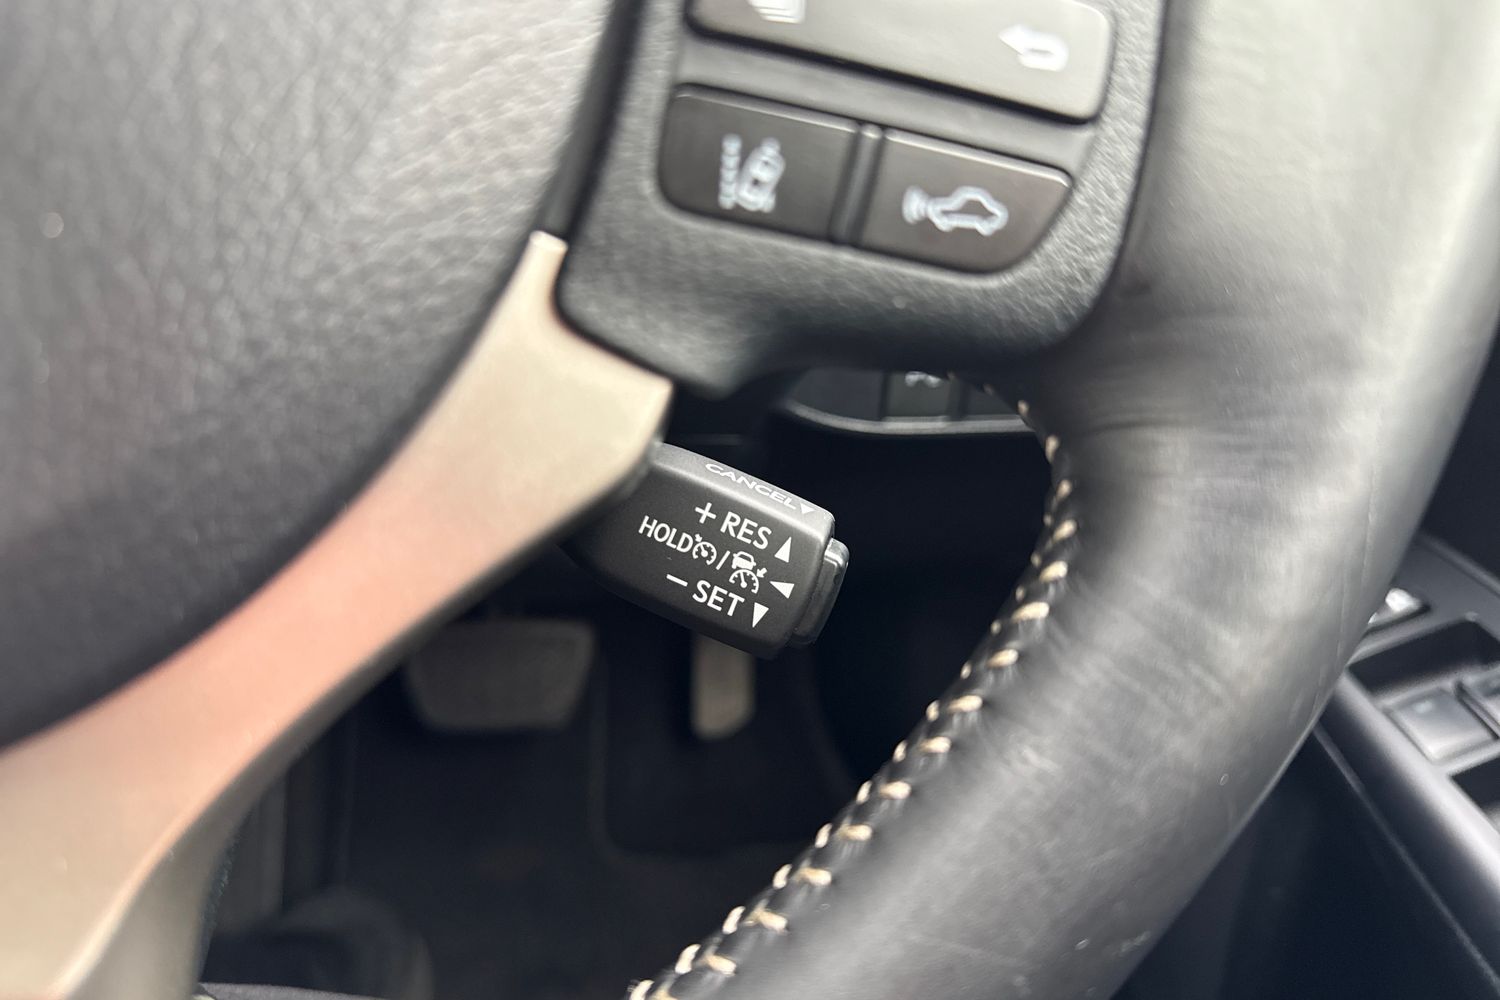 CANCEL▼
+ RES ▲
HOLD / ◀
− SET ▼